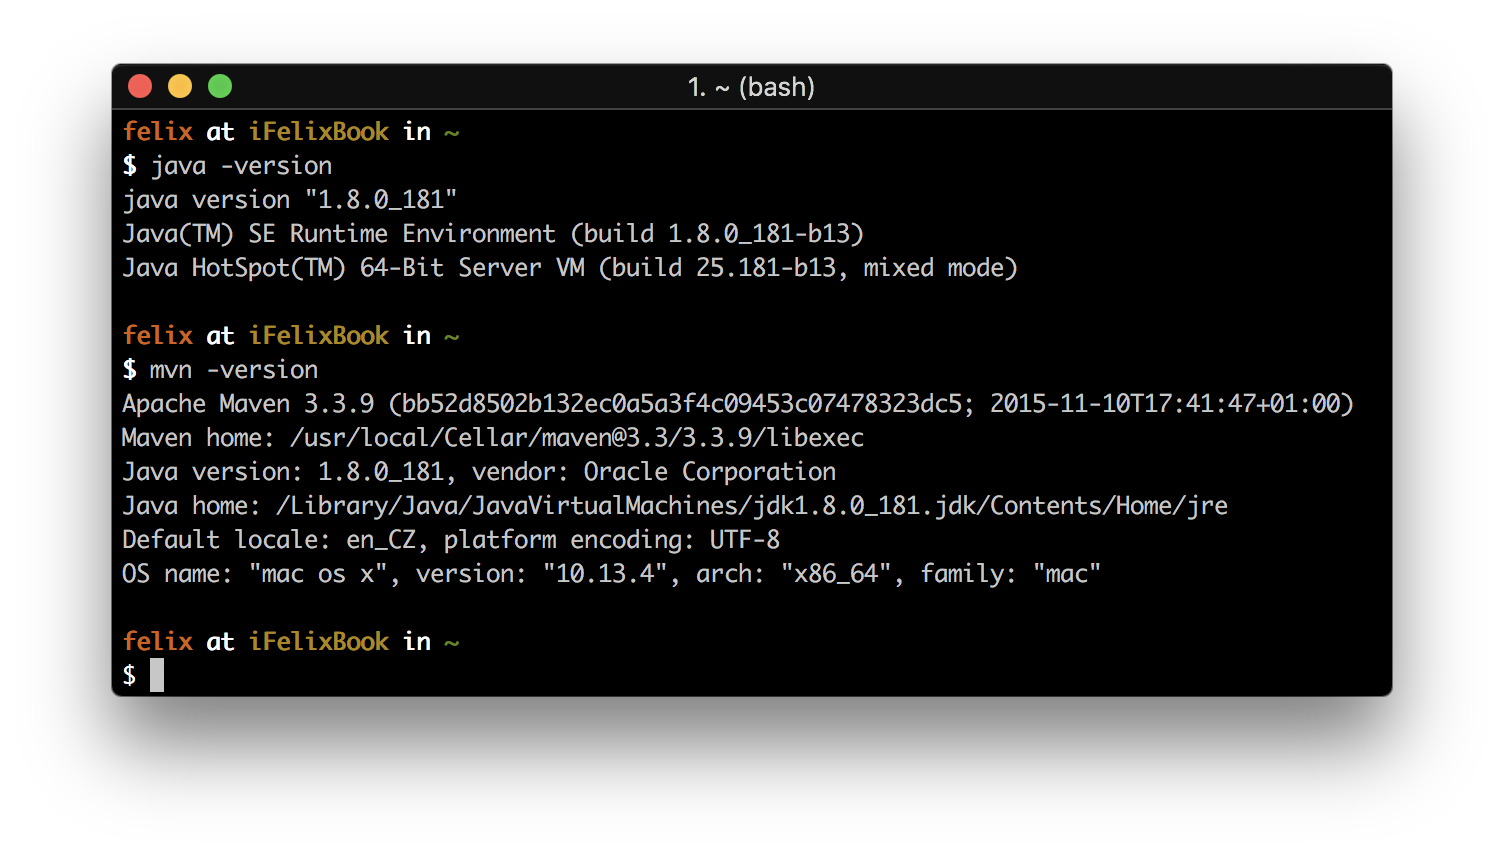 1. ~ (bash)
felix at iFelixBook in ~
$ java -version
java version "1.8.0_181"
Java(TM) SE Runtime Environment (build 1.8.0_181-b13)
Java HotSpot(TM) 64-Bit Server VM (build 25.181-b13, mixed mode)
felix at iFelixBook in ~
$ mvn -version
Apache Maven 3.3.9 (bb52d8502b132ec0a5a3f4c09453c07478323dc5; 2015-11-10T17:41:47+01:00)
Maven home: /usr/local/Cellar/maven@3.3/3.3.9/libexec
Java version: 1.8.0_181, vendor: Oracle Corporation
Java home: /Library/Java/JavaVirtualMachines/jdk1.8.0_181.jdk/Contents/Home/jre
Default locale: en_CZ, platform encoding: UTF-8
OS name: "mac os x", version: "10.13.4", arch: "x86_64", family: "mac"
felix at iFelixBook in ~
$